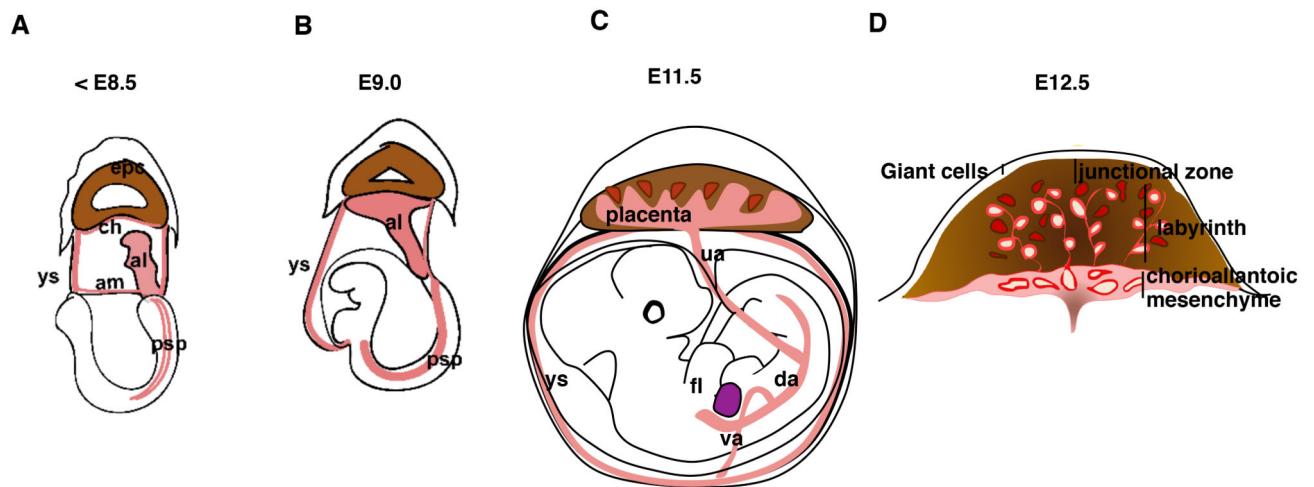 A
B
C
D
< E8.5
E9.0
E11.5
E12.5
epc
ch
al
ys
am
psp
al
ys
psp
placenta
ua
ys
fl
da
va
Giant cells
junctional zone
labyrinth
chorioallantoic
mesenchyme